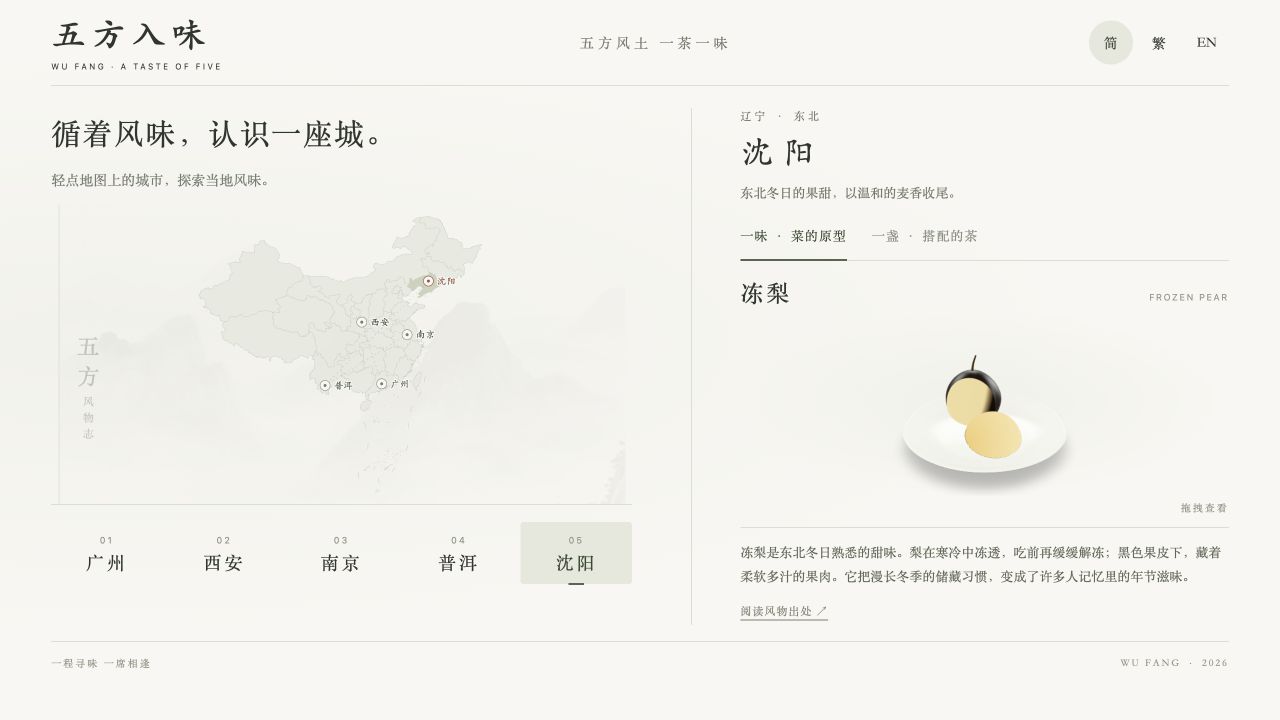 五方入味
WU FANG · A TASTE OF FIVE
五方风土 一茶一味
简
繁
EN
循着风味，认识一座城。
轻点地图上的城市，探索当地风味。
五方
风物志
沈阳
西安
南京
普洱
广州
01
广州
02
西安
03
南京
04
普洱
05
沈阳
辽宁 · 东北
沈阳
东北冬日的果甜，以温和的麦香收尾。
一味 · 菜的原型
一盏 · 搭配的茶
冻梨
FROZEN PEAR
拖拽查看
冻梨是东北冬日熟悉的甜味。梨在寒冷中冻透，吃前再缓缓解冻；黑色果皮下，藏着
柔软多汁的果肉。它把漫长冬季的储藏习惯，变成了许多人记忆里的年节滋味。
阅读风物出处 ↗
一程寻味 一席相逢
WU FANG · 2026